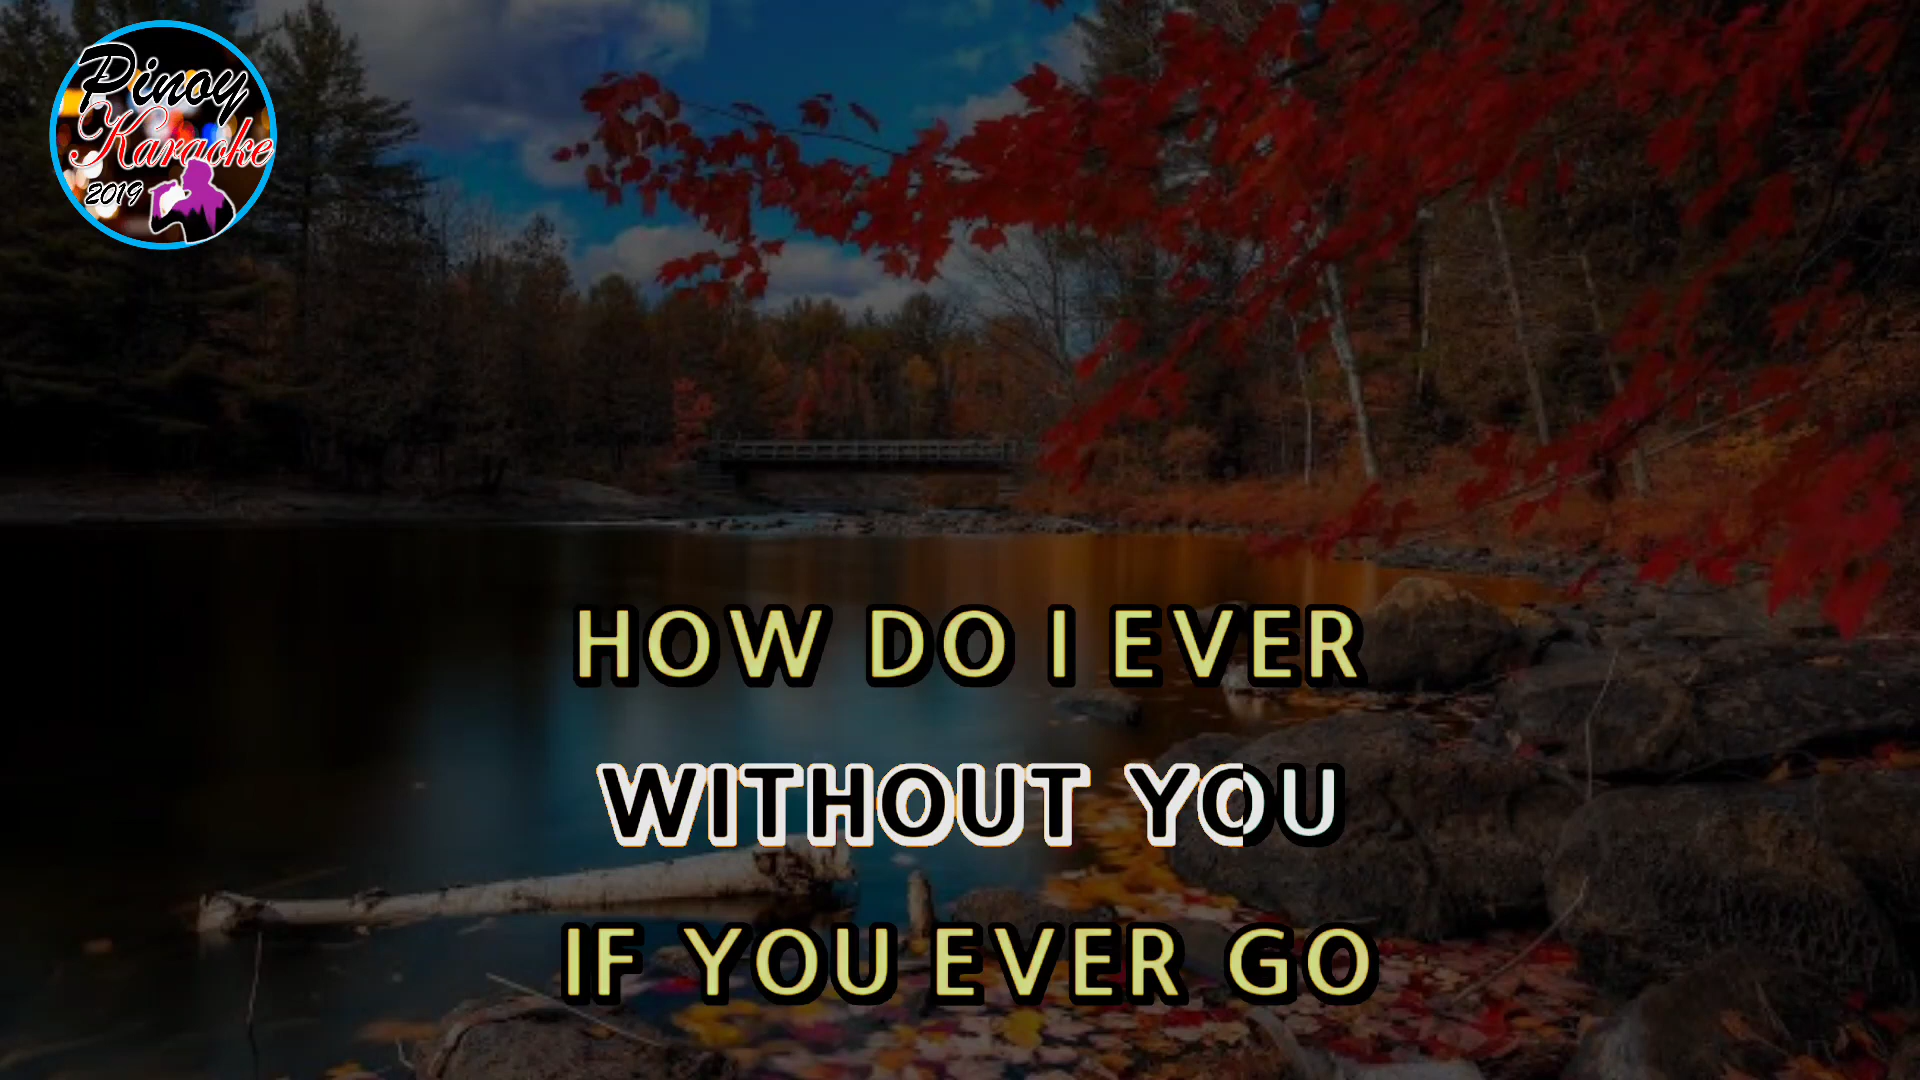 Pinoy
Karaoke
2019
HOW DO I EVER
WITHOUT YOU
IF YOU EVER GO